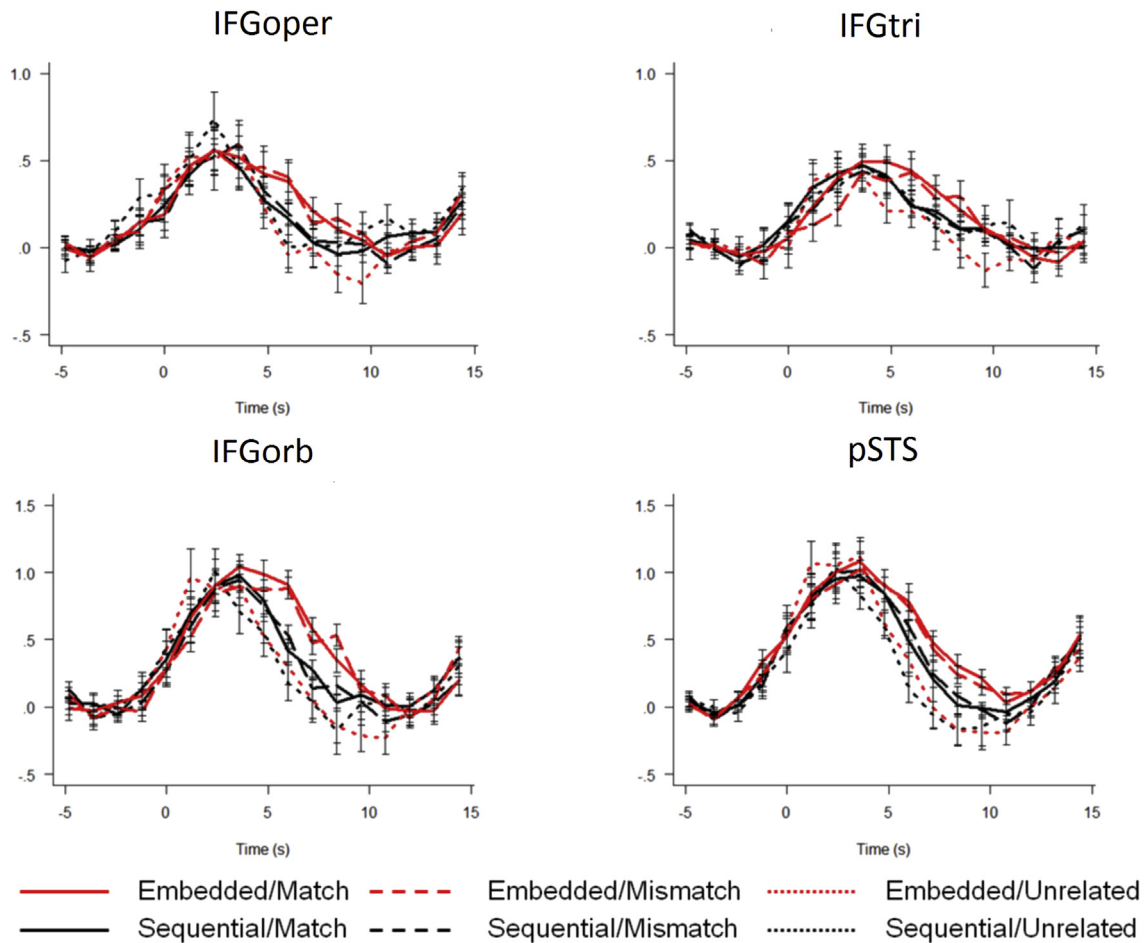 IFGoper
IFGtri
1.0
.5
.0
-.5
-5 0 5 10 15
Time (s)
1.0
.5
.0
-.5
-5 0 5 10 15
Time (s)
IFGorb
pSTS
1.5
1.0
.5
.0
-.5
-5 0 5 10 15
Time (s)
1.5
1.0
.5
.0
-.5
-5 0 5 10 15
Time (s)
Embedded/Match Embedded/Mismatch Embedded/Unrelated
Sequential/Match Sequential/Mismatch Sequential/Unrelated